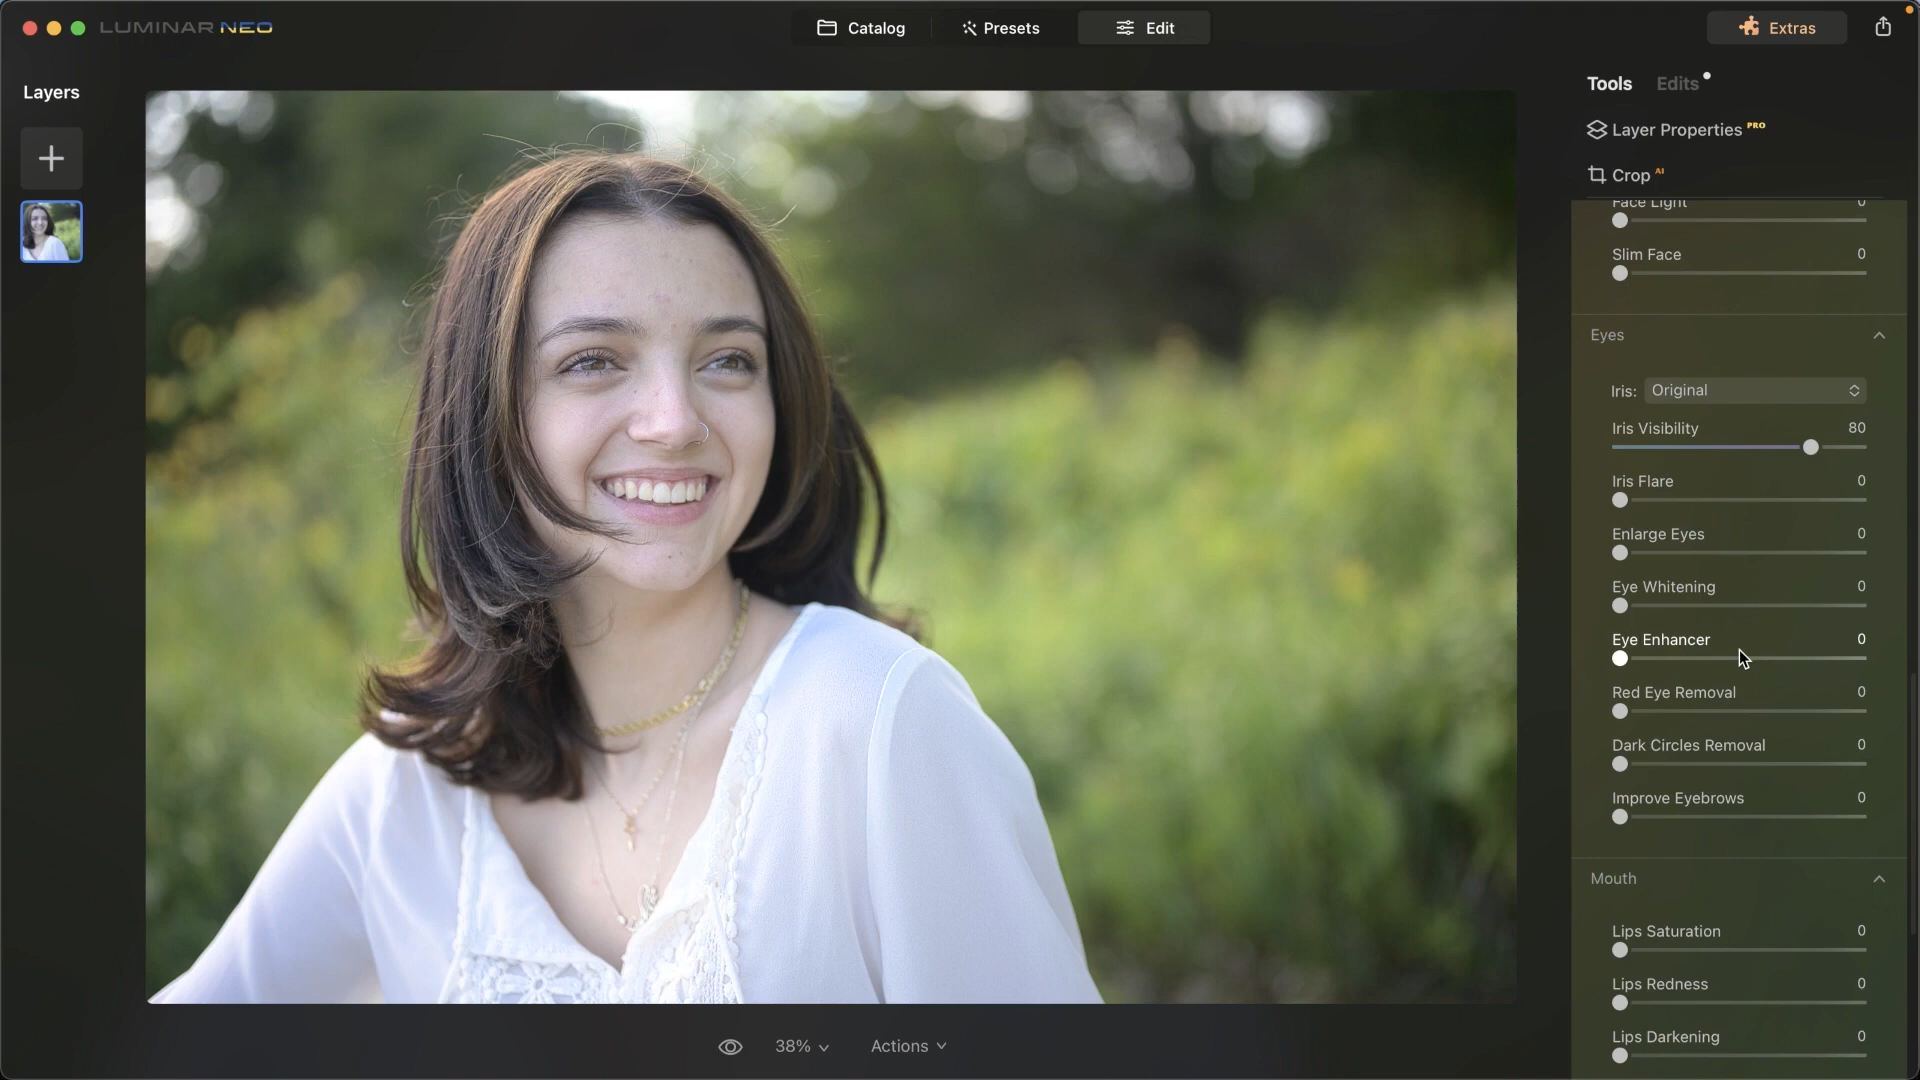 LUMINAR NEO
Catalog
Presets
Edit
Extras
Layers
Tools
Edits
Layer Properties PRO
Crop AI
Face Light 0
Slim Face 0
Eyes
Iris: Original
Iris Visibility 80
Iris Flare 0
Enlarge Eyes 0
Eye Whitening 0
Eye Enhancer 0
Red Eye Removal 0
Dark Circles Removal 0
Improve Eyebrows 0
Mouth
Lips Saturation 0
Lips Redness 0
Lips Darkening 0
38%
Actions